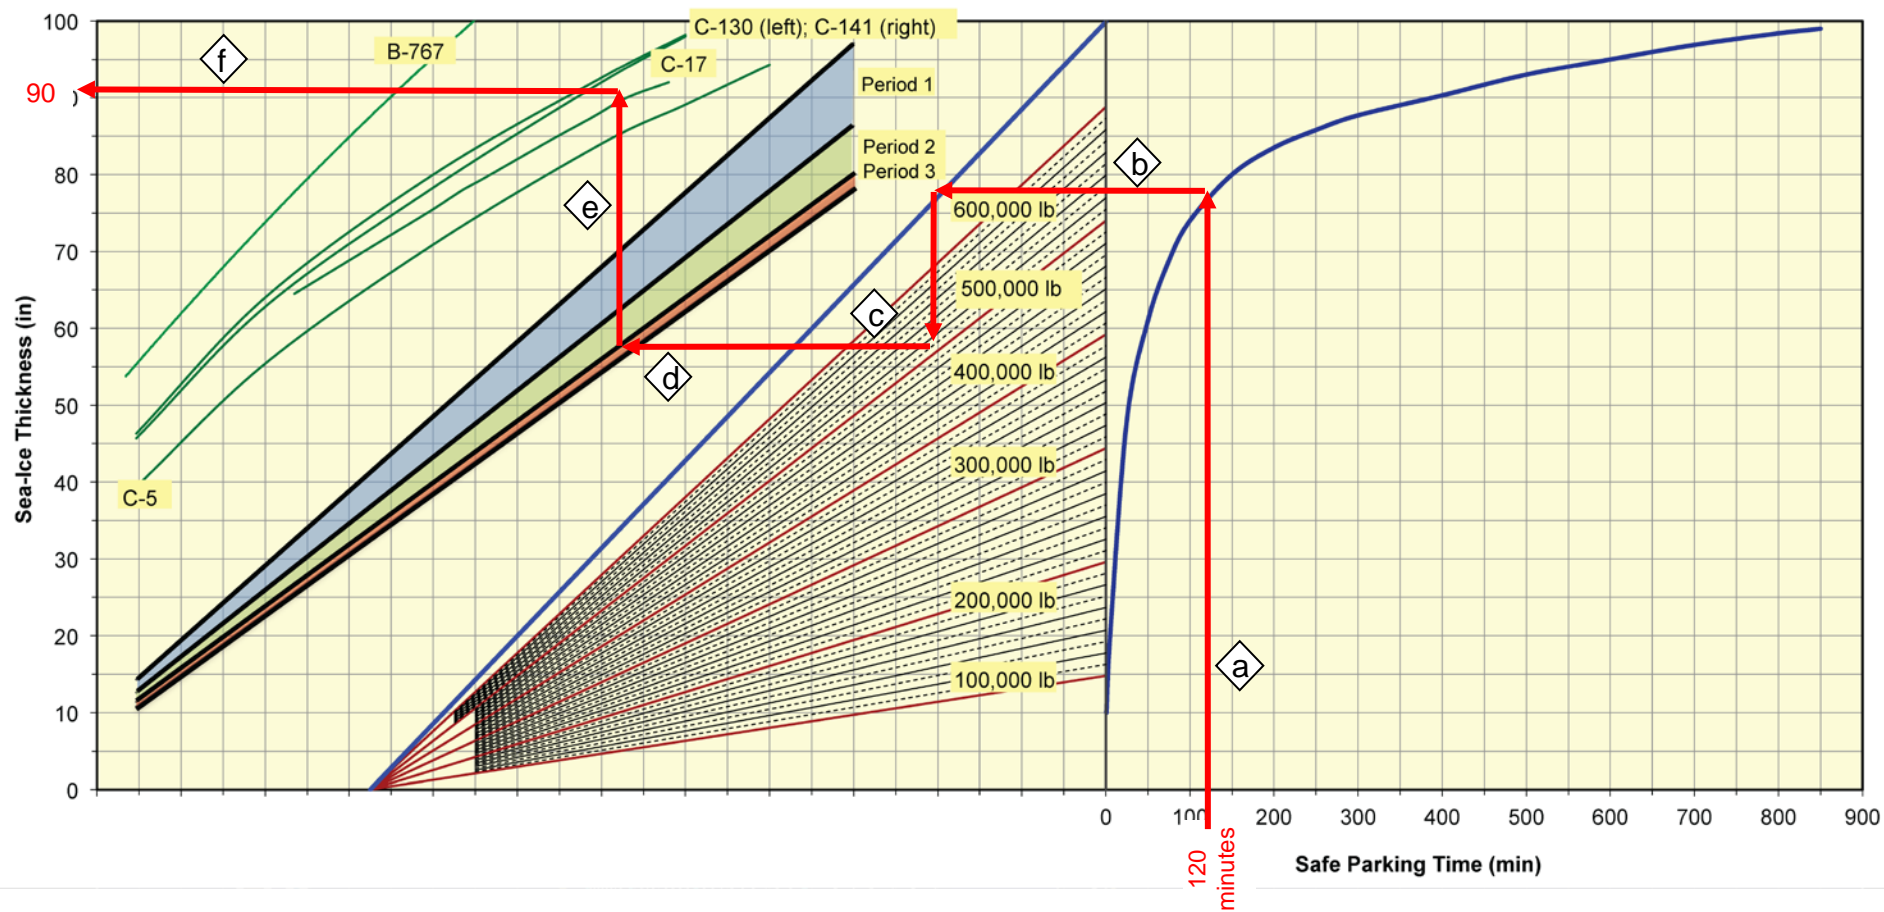 100
C-130 (left); C-141 (right)
B-767
f
C-17
Period 1
90
Period 2
b
80
Period 3
e
600,000 lb
70
500,000 lb
c
60
400,000 lb
d
50
C-5
300,000 lb
40
30
200,000 lb
20
a
100,000 lb
10
0
Sea-Ice Thickness (in)
0
200
300
400
500
600
700
800
900
120
minutes
Safe Parking Time (min)